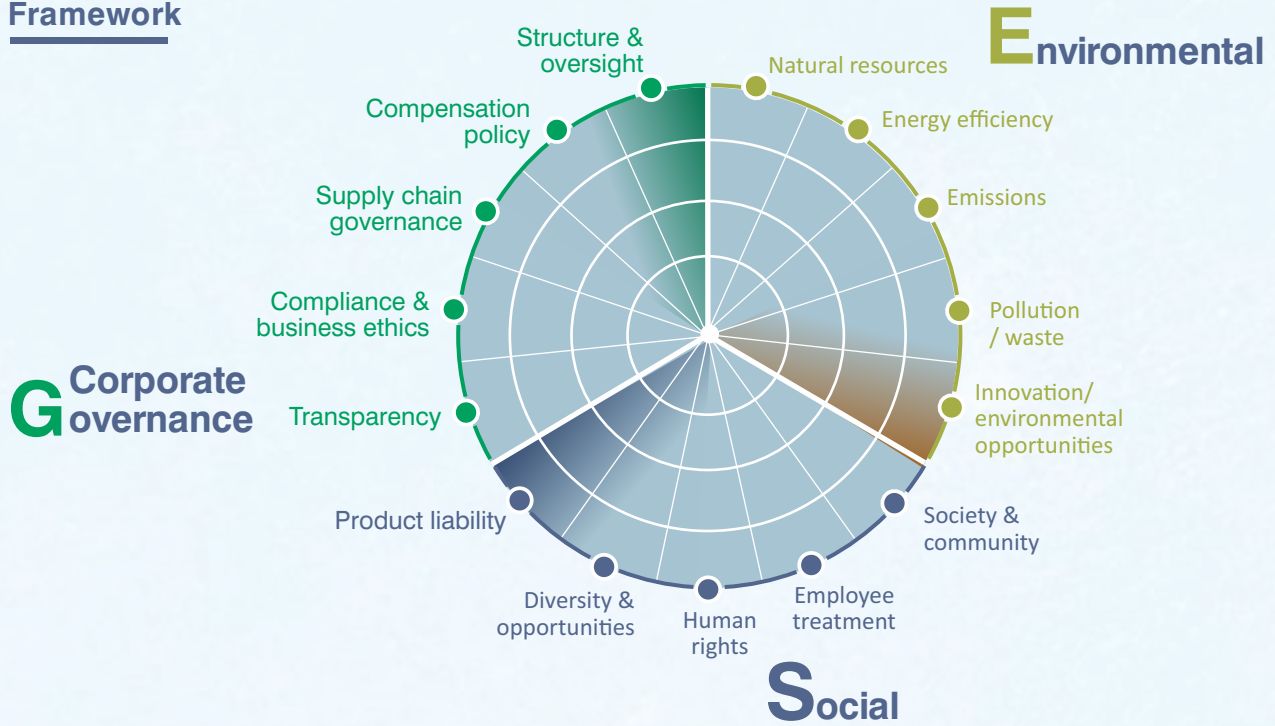 Framework
Environmental
Natural resources
Energy efficiency
Emissions
Pollution
/ waste
Innovation/
environmental
opportunities
Society &
community
Employee
treatment
Human
rights
Social
Diversity &
opportunities
Product liability
Corporate
Governance
Transparency
Compliance &
business ethics
Supply chain
governance
Compensation
policy
Structure &
oversight